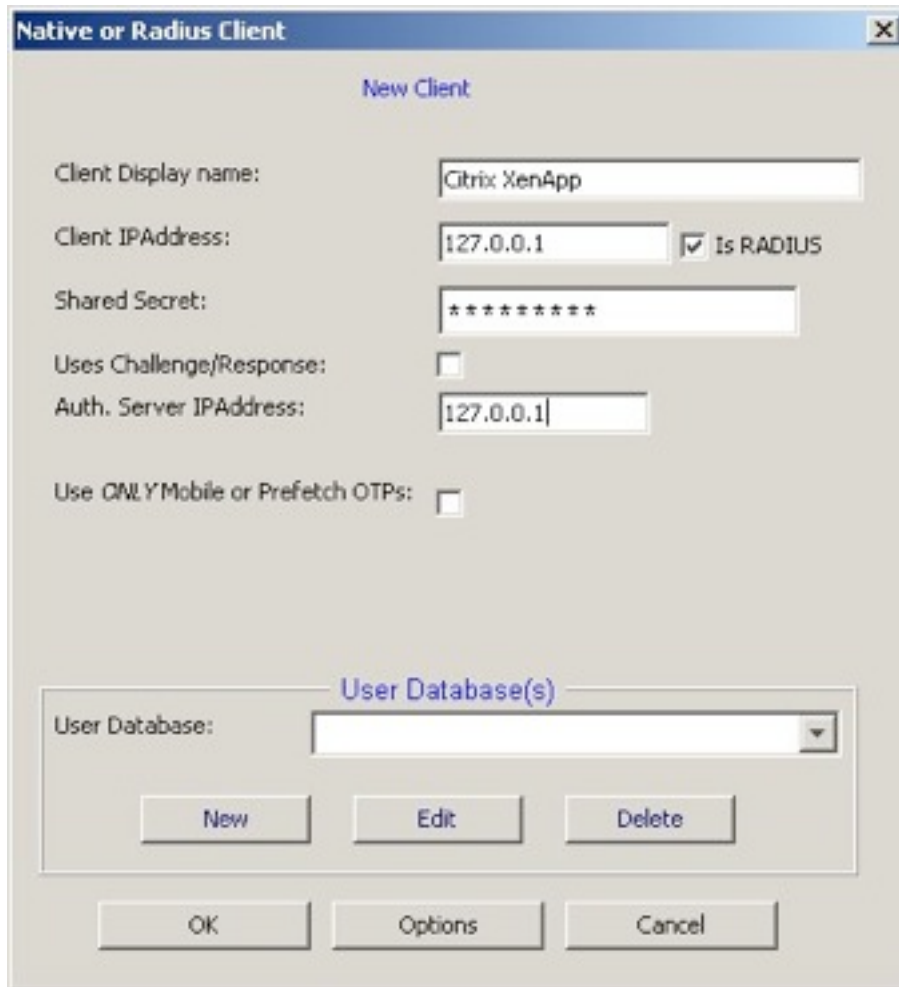 Native or Radius Client
New Client
Client Display name: Citrix XenApp
Client IPAddress: 127.0.0.1 Is RADIUS
Shared Secret: *********
Uses Challenge/Response:
Auth. Server IPAddress: 127.0.0.1
Use ONLY Mobile or Prefetch OTPs:
User Database(s)
User Database:
New Edit Delete
OK Options Cancel